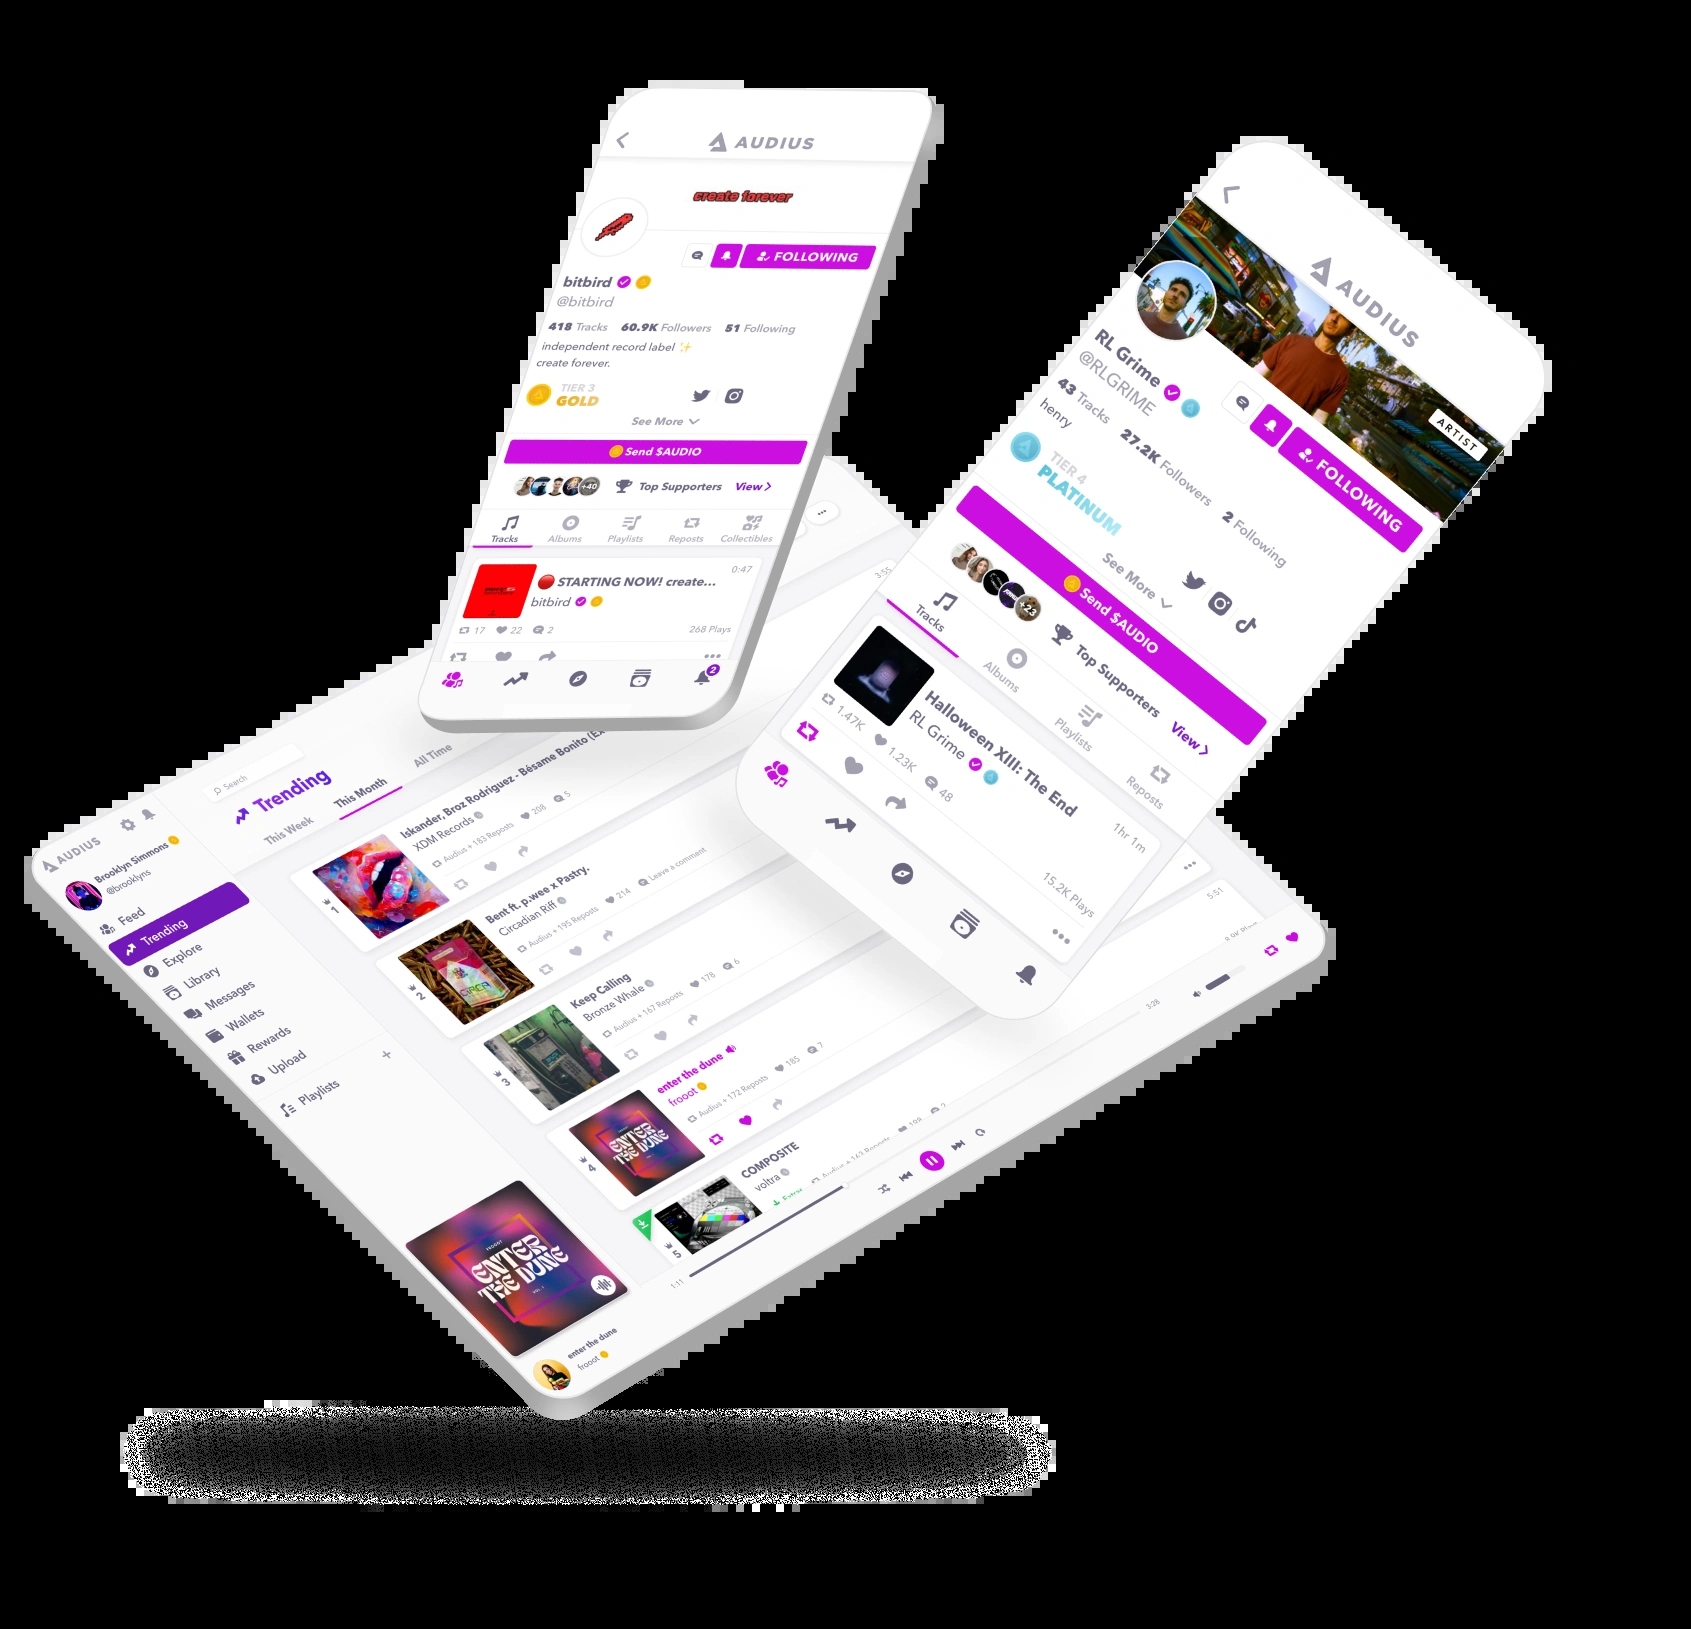 AUDIUS
create forever
FOLLOWING
bitbird
@bitbird
418 Tracks 60.9K Followers 51 Following
independent record label ✨
create forever.
TIER 3
GOLD
See More
Send $AUDIO
+40 Top Supporters View
Tracks Albums Playlists Reposts Collectibles
0:47
STARTING NOW! create...
bitbird
17 22 2 268 Plays
2
AUDIUS
ARTIST
RL Grime
@RLGRIME
FOLLOWING
43 Tracks 27.2K Followers 2 Following
henry
TIER 4
PLATINUM
See More
Send $AUDIO
+23 Top Supporters View
Tracks Albums Playlists Reposts
Halloween XIII: The End
RL Grime
1hr 1m
1.47K 1.23K 48 15.2K Plays
AUDIUS
Brooklyn Simmons
@brooklyns
Feed
Trending
Explore
Library
Messages
Wallets
Rewards
Upload
Playlists
ENTER
THE DUNE
enter the dune
frooot
Search
Trending
This Week This Month All Time
1
Iskander, Broz Rodriguez - Bésame Bonito
XDM Records
Audius + 183 Reposts 208 5
3:55
2
Bent ft. p.wee x Pastry.
Circadian Riff
Audius + 195 Reposts 214 Leave a comment
3
Keep Calling
Bronze Whale
Audius + 167 Reposts 178 6
4
ENTER
THE DUNE
enter the dune
frooot
Audius + 172 Reposts 185 7
5:51
5
COMPOSITE
voltra
1:11
3:28